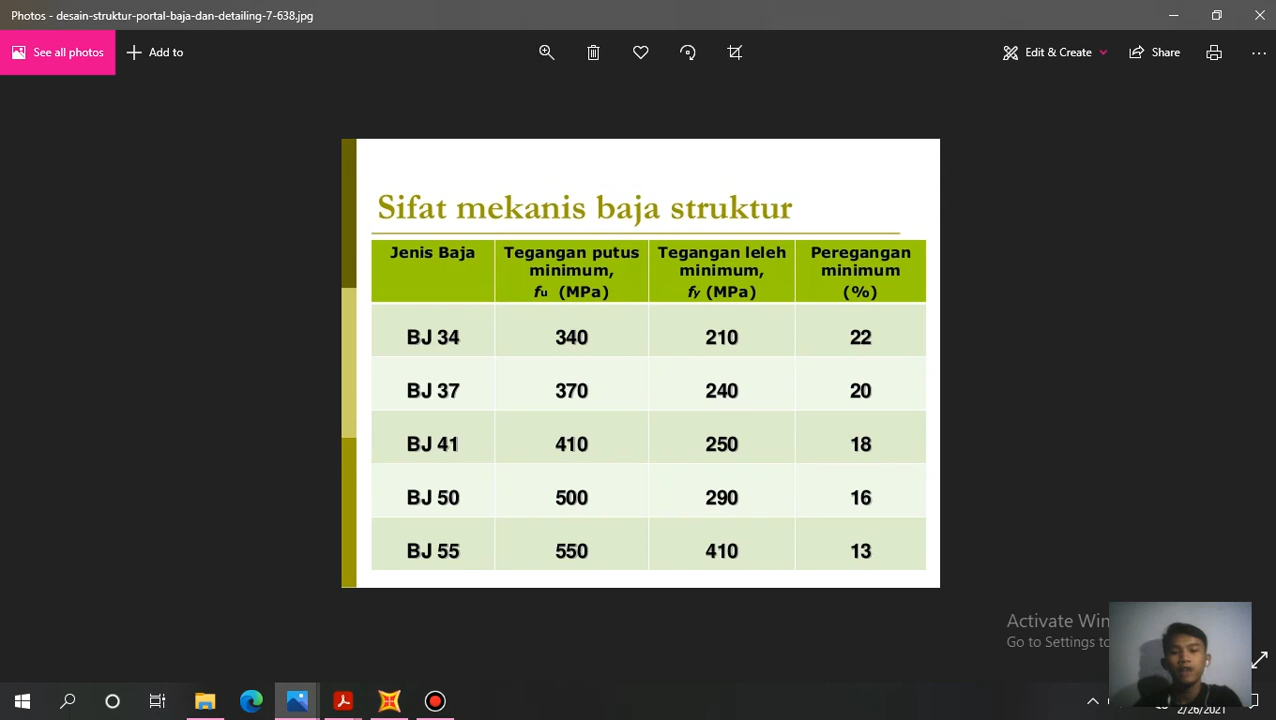 Photos - desain-struktur-portal-baja-dan-detailing-7-638.jpg
See all photos
Add to
Edit & Create
Share
Sifat mekanis baja struktur
Jenis Baja Tegangan putus minimum, fu (MPa) Tegangan leleh minimum, fy (MPa) Peregangan minimum (%)
BJ 34 340 210 22
BJ 37 370 240 20
BJ 41 410 250 18
BJ 50 500 290 16
BJ 55 550 410 13
Activate Win
Go to Settings to
2/26/2021